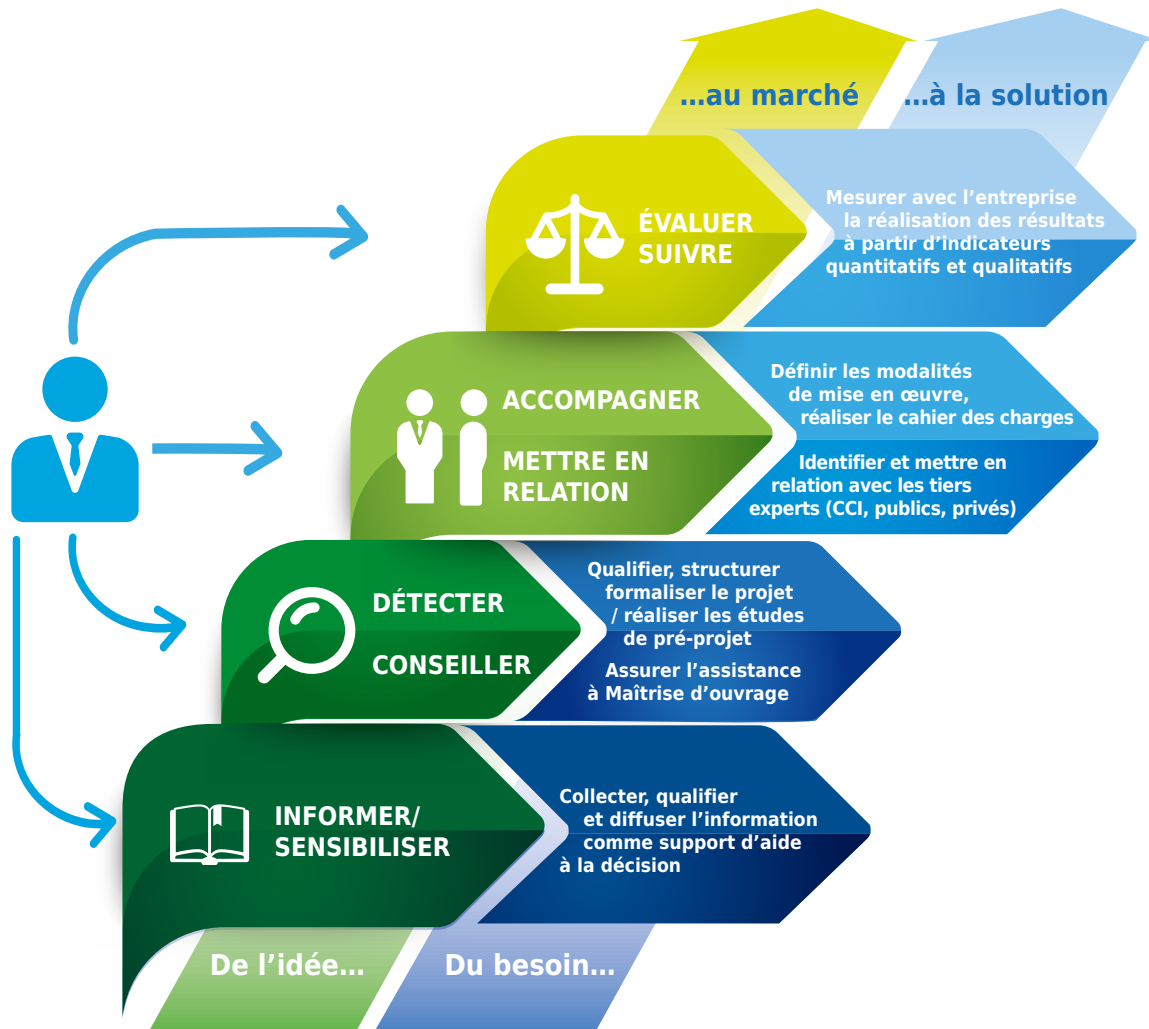 …au marché
…à la solution
ÉVALUER
SUIVRE
Mesurer avec l’entreprise
la réalisation des résultats
à partir d’indicateurs
quantitatifs et qualitatifs
ACCOMPAGNER
METTRE EN
RELATION
Définir les modalités
de mise en œuvre,
réaliser le cahier des charges
Identifier et mettre en
relation avec les tiers
experts (CCI, publics, privés)
DÉTECTER
CONSEILLER
Qualifier, structurer
formaliser le projet
/ réaliser les études
de pré-projet
Assurer l’assistance
à Maîtrise d’ouvrage
INFORMER/
SENSIBILISER
Collecter, qualifier
et diffuser l’information
comme support d’aide
à la décision
De l’idée…
Du besoin…